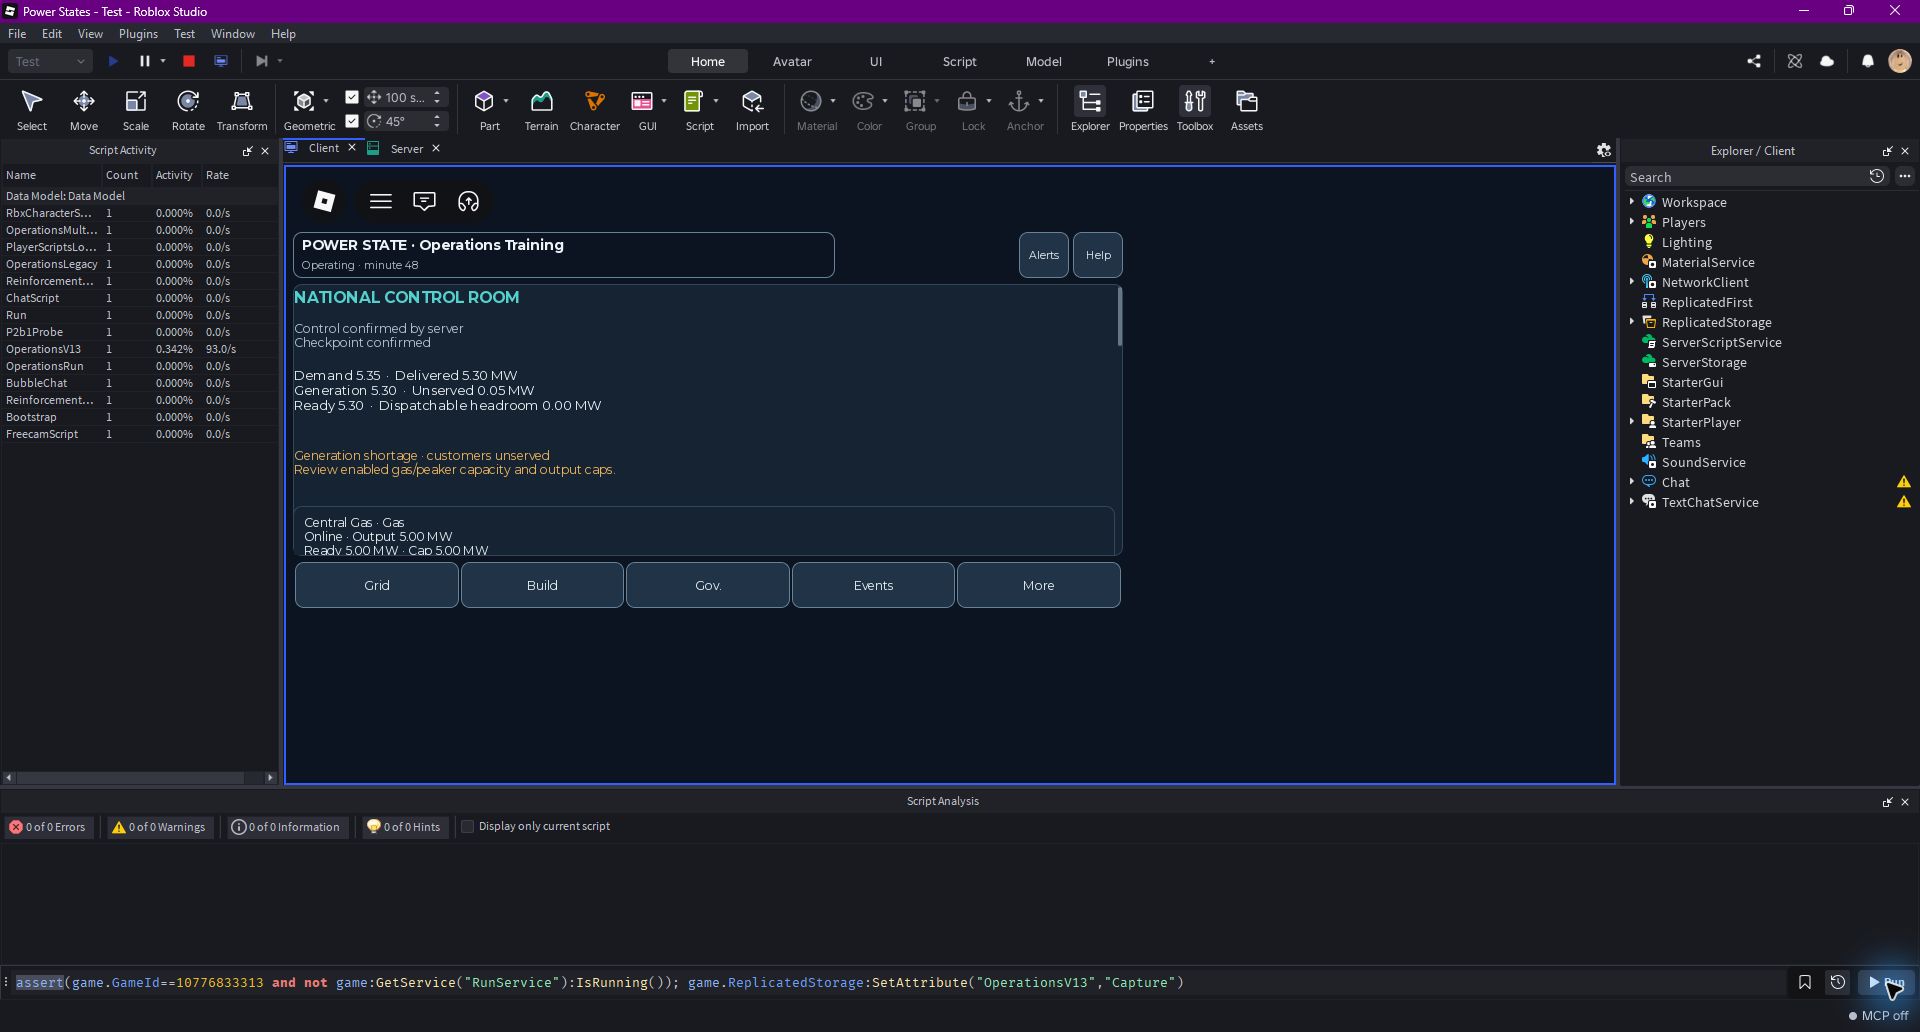 Power States - Test - Roblox Studio
File Edit View Plugins Test Window Help
Test
Home Avatar UI Script Model Plugins +
100 s...
45°
Select Move Scale Rotate Transform Geometric Part Terrain Character GUI Script Import Material Color Group Lock Anchor Explorer Properties Toolbox Assets
Script Activity
Name Count Activity Rate
Data Model: Data Model
RbxCharacterS... 1 0.000% 0.0/s
OperationsMult... 1 0.000% 0.0/s
PlayerScriptsLo... 1 0.000% 0.0/s
OperationsLegacy 1 0.000% 0.0/s
Reinforcement... 1 0.000% 0.0/s
ChatScript 1 0.000% 0.0/s
Run 1 0.000% 0.0/s
P2b1Probe 1 0.000% 0.0/s
OperationsV13 1 0.342% 93.0/s
OperationsRun 1 0.000% 0.0/s
BubbleChat 1 0.000% 0.0/s
Reinforcement... 1 0.000% 0.0/s
Bootstrap 1 0.000% 0.0/s
FreecamScript 1 0.000% 0.0/s
Client Server
POWER STATE · Operations Training
Operating · minute 48
Alerts
Help
NATIONAL CONTROL ROOM
Control confirmed by server
Checkpoint confirmed
Demand 5.35 · Delivered 5.30 MW
Generation 5.30 · Unserved 0.05 MW
Ready 5.30 · Dispatchable headroom 0.00 MW
Generation shortage · customers unserved
Review enabled gas/peaker capacity and output caps.
Central Gas · Gas
Online · Output 5.00 MW
Ready 5.00 MW · Cap 5.00 MW
Grid Build Gov. Events More
Explorer / Client
Search
Workspace
Players
Lighting
MaterialService
NetworkClient
ReplicatedFirst
ReplicatedStorage
ServerScriptService
ServerStorage
StarterGui
StarterPack
StarterPlayer
Teams
SoundService
Chat
TextChatService
Script Analysis
0 of 0 Errors 0 of 0 Warnings 0 of 0 Information 0 of 0 Hints Display only current script
assert(game.GameId==10776833313 and not game:GetService("RunService"):IsRunning()); game.ReplicatedStorage:SetAttribute("OperationsV13","Capture")
MCP off